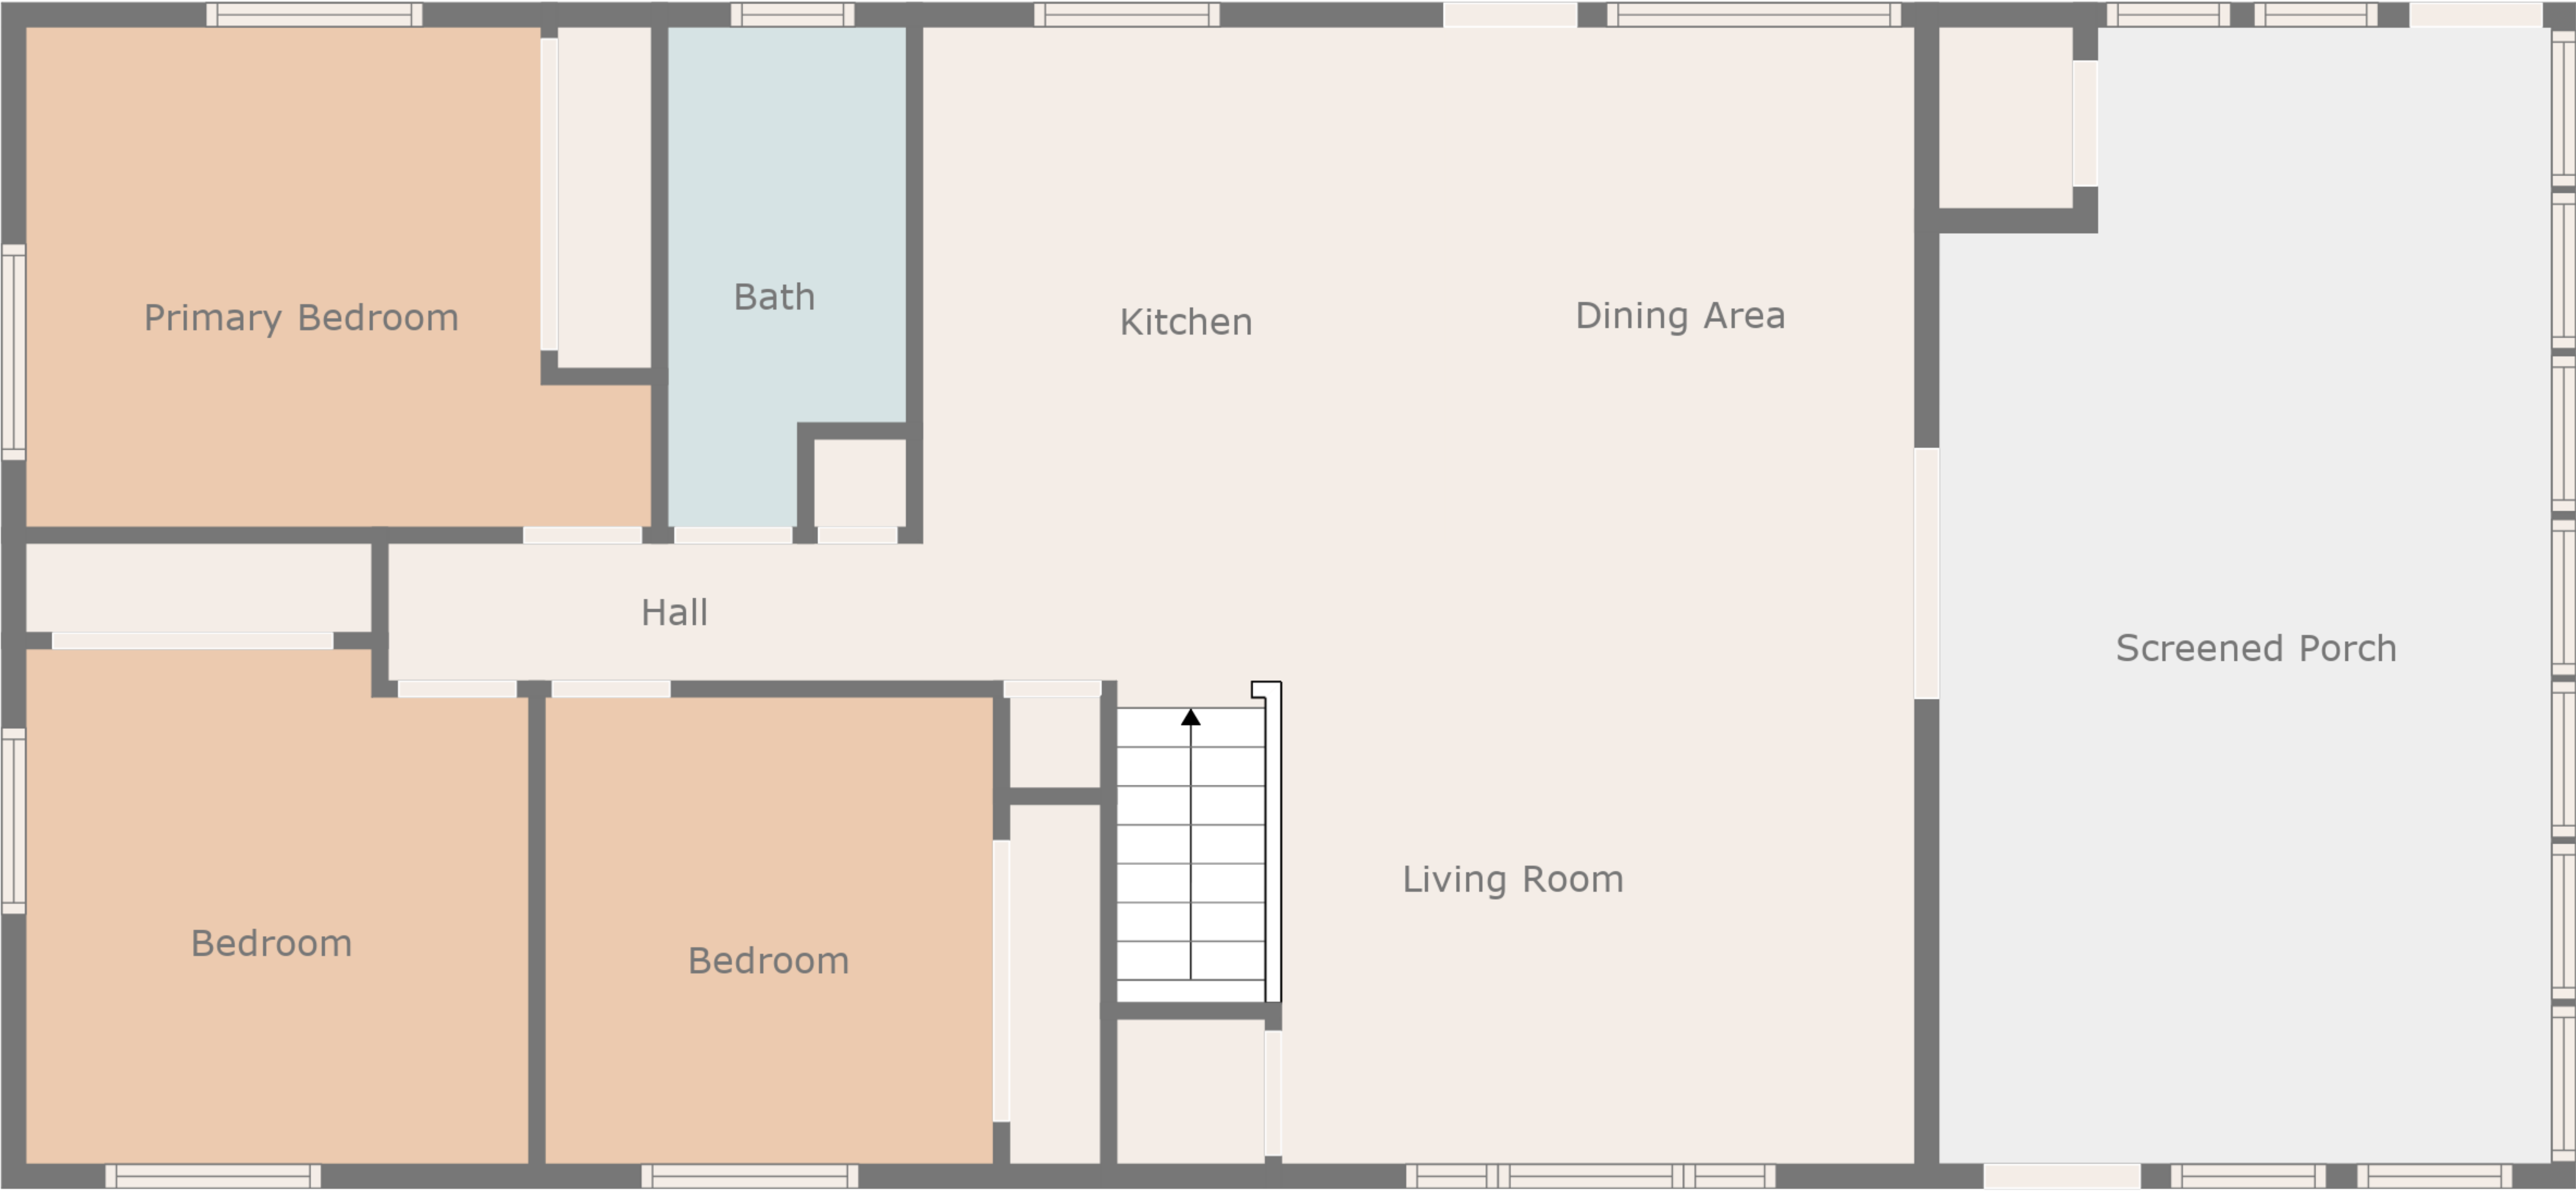 Primary Bedroom
Bath
Kitchen
Dining Area
Hall
Screened Porch
Living Room
Bedroom
Bedroom